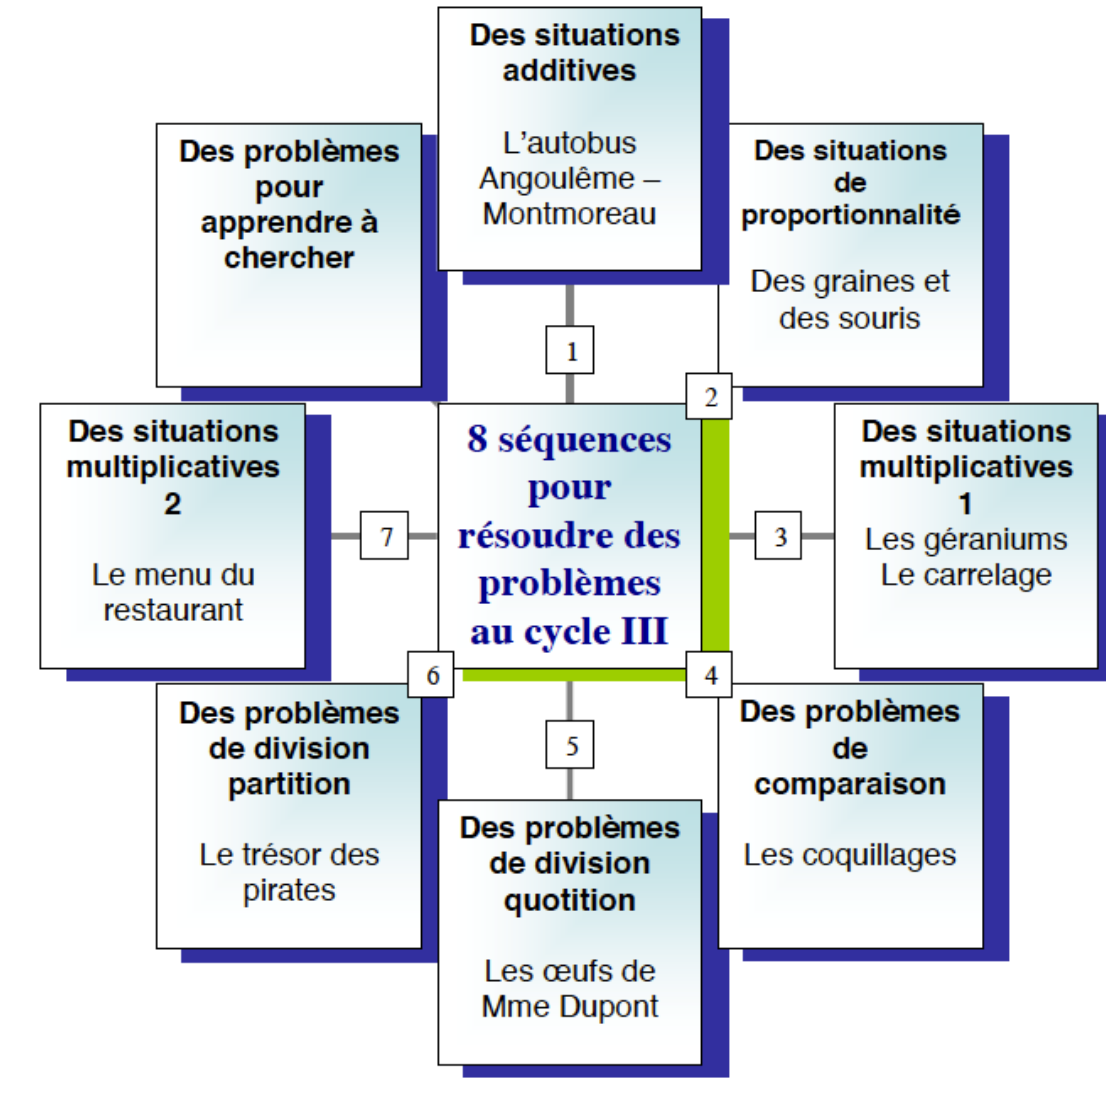 Des situations
additives
L'autobus
Angoulême –
Montmoreau
Des problèmes
pour
apprendre à
chercher
Des situations
de
proportionnalité
Des graines et
des souris
1
2
Des situations
multiplicatives
2
Le menu du
restaurant
7
8 séquences
pour
résoudre des
problèmes
au cycle III
3
Des situations
multiplicatives
1
Les géraniums
Le carrelage
6
4
Des problèmes
de division
partition
Le trésor des
pirates
5
Des problèmes
de division
quotition
Les œufs de
Mme Dupont
Des problèmes
de
comparaison
Les coquillages